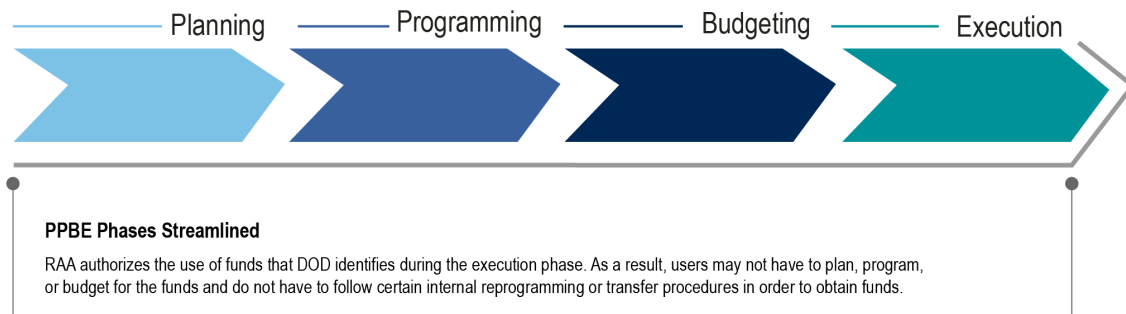 Planning
Programming
Budgeting
Execution
PPBE Phases Streamlined
RAA authorizes the use of funds that DOD identifies during the execution phase. As a result, users may not have to plan, program,
or budget for the funds and do not have to follow certain internal reprogramming or transfer procedures in order to obtain funds.